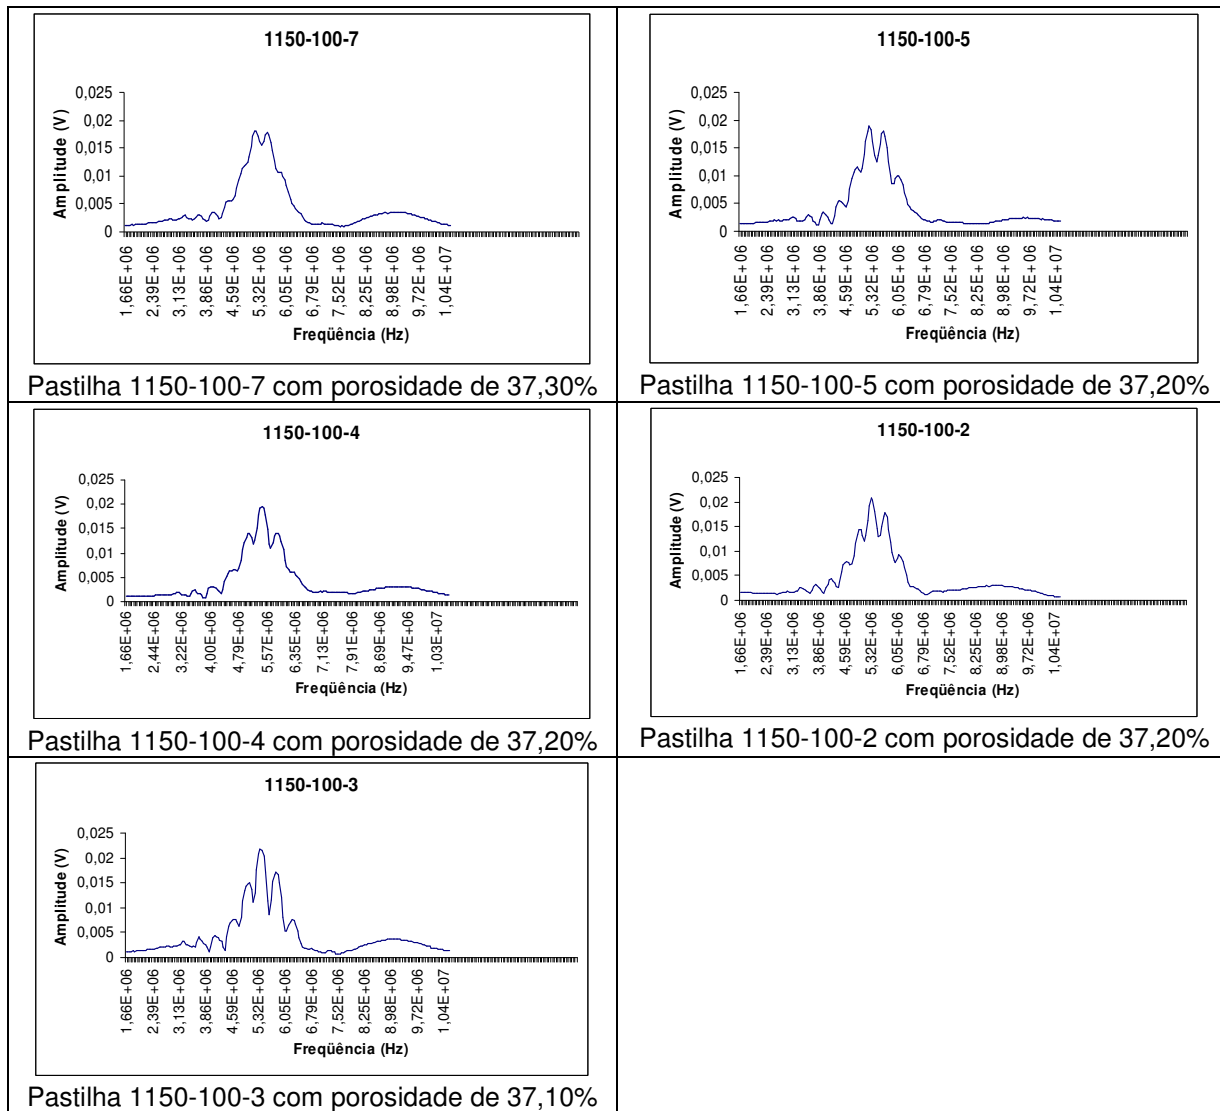 1150-100-7
Amplitude (V)
0,025
0,02
0,015
0,01
0,005
0
1,66E+06 2,39E+06 3,13E+06 3,86E+06 4,59E+06 5,32E+06 6,05E+06 6,79E+06 7,52E+06 8,25E+06 8,98E+06 9,72E+06 1,04E+07
Freqüência (Hz)
Pastilha 1150-100-7 com porosidade de 37,30%
1150-100-5
Amplitude (V)
0,025
0,02
0,015
0,01
0,005
0
1,66E+06 2,39E+06 3,13E+06 3,86E+06 4,59E+06 5,32E+06 6,05E+06 6,79E+06 7,52E+06 8,25E+06 8,98E+06 9,72E+06 1,04E+07
Freqüência (Hz)
Pastilha 1150-100-5 com porosidade de 37,20%
1150-100-4
Amplitude (V)
0,025
0,02
0,015
0,01
0,005
0
1,66E+06 2,44E+06 3,22E+06 4,00E+06 4,79E+06 5,57E+06 6,35E+06 7,13E+06 7,91E+06 8,69E+06 9,47E+06 1,03E+07
Freqüência (Hz)
Pastilha 1150-100-4 com porosidade de 37,20%
1150-100-2
Amplitude (V)
0,025
0,02
0,015
0,01
0,005
0
1,66E+06 2,39E+06 3,13E+06 3,86E+06 4,59E+06 5,32E+06 6,05E+06 6,79E+06 7,52E+06 8,25E+06 8,98E+06 9,72E+06 1,04E+07
Freqüência (Hz)
Pastilha 1150-100-2 com porosidade de 37,20%
1150-100-3
Amplitude (V)
0,025
0,02
0,015
0,01
0,005
0
1,66E+06 2,39E+06 3,13E+06 3,86E+06 4,59E+06 5,32E+06 6,05E+06 6,79E+06 7,52E+06 8,25E+06 8,98E+06 9,72E+06 1,04E+07
Freqüência (Hz)
Pastilha 1150-100-3 com porosidade de 37,10%